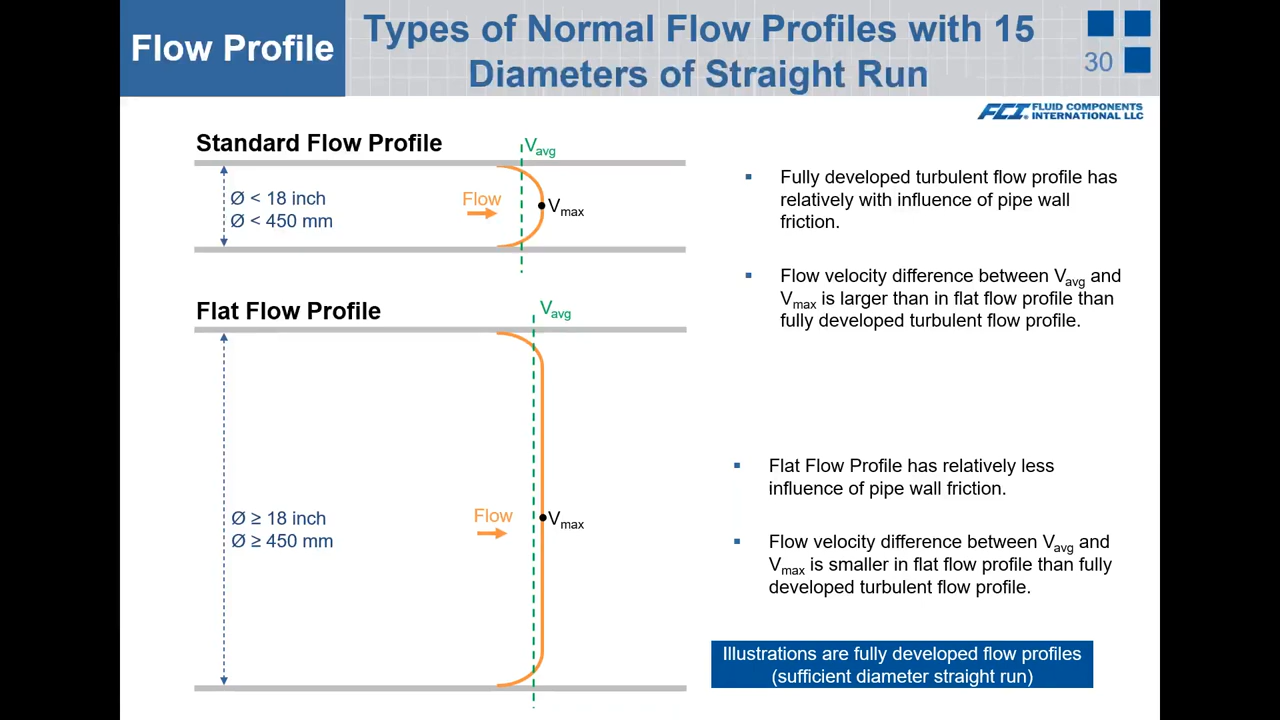 Flow Profile
Types of Normal Flow Profiles with 15
Diameters of Straight Run
30
FCI
FLUID COMPONENTS
INTERNATIONAL LLC
Standard Flow Profile
Vavg
Ø < 18 inch
Ø < 450 mm
Flow
Vmax
Fully developed turbulent flow profile has
relatively with influence of pipe wall
friction.
Flow velocity difference between Vavg and
Vmax is larger than in flat flow profile than
fully developed turbulent flow profile.
Flat Flow Profile
Vavg
Ø ≥ 18 inch
Ø ≥ 450 mm
Flow
Vmax
Flat Flow Profile has relatively less
influence of pipe wall friction.
Flow velocity difference between Vavg and
Vmax is smaller in flat flow profile than fully
developed turbulent flow profile.
Illustrations are fully developed flow profiles
(sufficient diameter straight run)